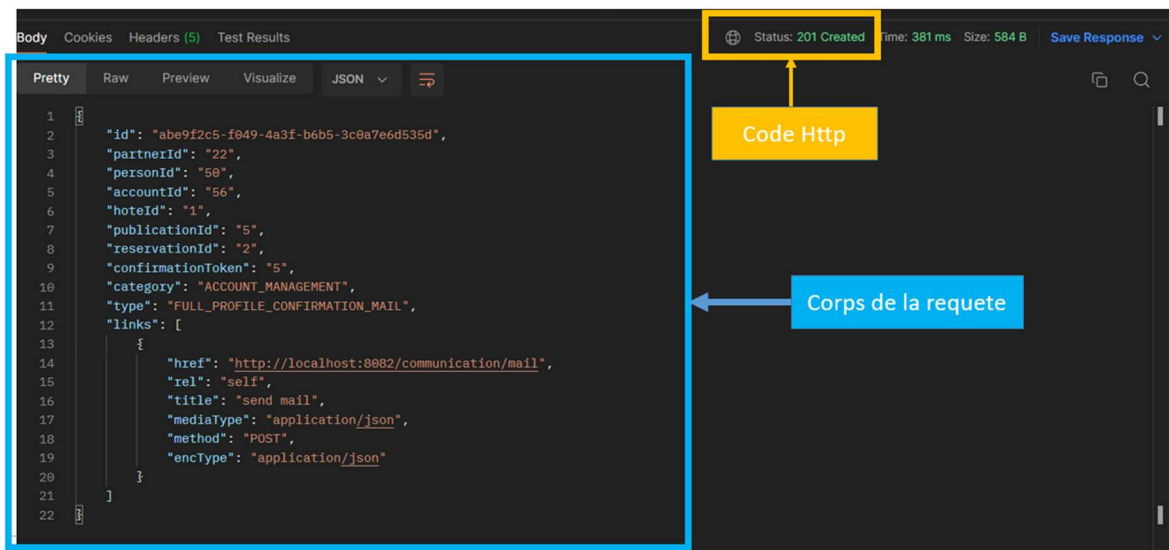 Body Cookies Headers (5) Test Results Status: 201 Created Time: 381 ms Size: 584 B Save Response
Pretty Raw Preview Visualize JSON
Code Http
1 {
2 "id": "abe9f2c5-f049-4a3f-b6b5-3c0a7e6d535d",
3 "partnerId": "22",
4 "personId": "50",
5 "accountId": "56",
6 "hoteId": "1",
7 "publicationId": "5",
8 "reservationId": "2",
9 "confirmationToken": "5",
10 "category": "ACCOUNT_MANAGEMENT",
11 "type": "FULL_PROFILE_CONFIRMATION_MAIL",
Corps de la requete
12 "links": [
13 {
14 "href": "http://localhost:8082/communication/mail",
15 "rel": "self",
16 "title": "send mail",
17 "mediaType": "application/json",
18 "method": "POST",
19 "encType": "application/json"
20 }
21 ]
22 }